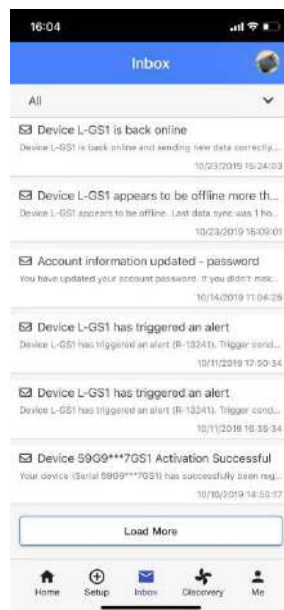 16:04
Inbox
All
Device L-GS1 is back online
Device L-GS1 is back online and sending new data correctly...
10/23/2019 15:24:03
Device L-GS1 appears to be offline more th...
Device L-GS1 appears to be offline. Last data sync was 1 ho...
10/23/2019 15:09:01
Account information updated - password
You have updated your account password. If you didn't mak...
10/14/2019 11:04:26
Device L-GS1 has triggered an alert
Device L-GS1 has triggered an alert (R-13241). Trigger cond...
10/11/2019 17:50:34
Device L-GS1 has triggered an alert
Device L-GS1 has triggered an alert (R-13241). Trigger cond...
10/11/2019 16:35:34
Device 59G9***7GS1 Activation Successful
Your device (Serial 59G9***7GS1) has successfully been reg...
10/10/2019 14:50:17
Load More
Home Setup Inbox Discovery Me